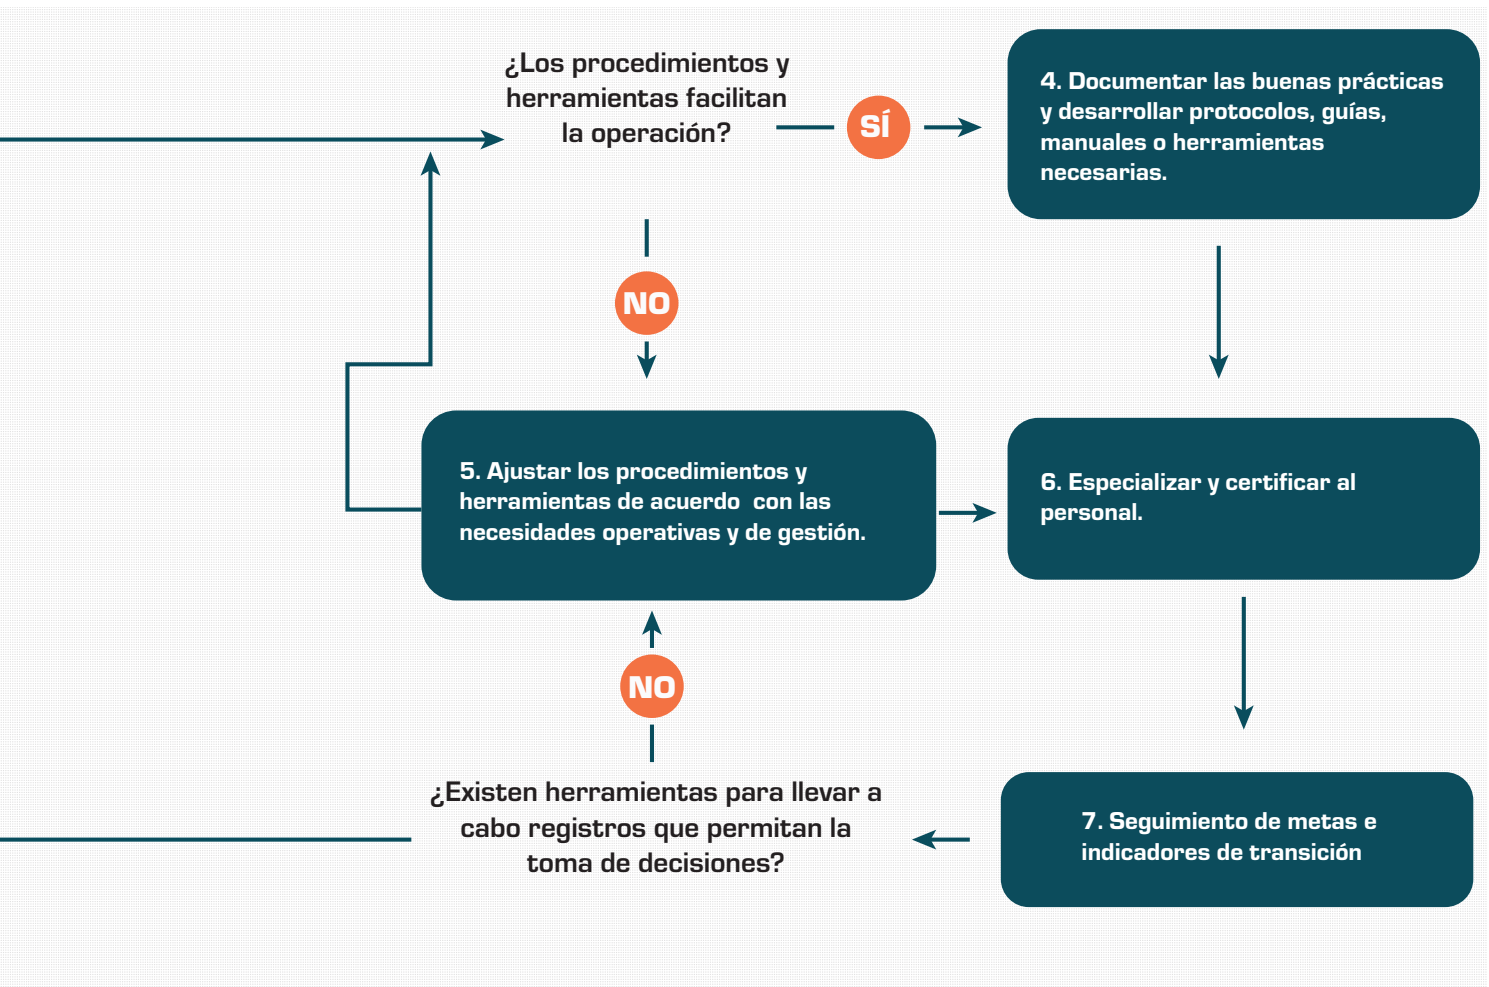 ¿Los procedimientos y
herramientas facilitan
la operación?
SÍ
4. Documentar las buenas prácticas
y desarrollar protocolos, guías,
manuales o herramientas
necesarias.
NO
5. Ajustar los procedimientos y
herramientas de acuerdo  con las
necesidades operativas y de gestión.
6. Especializar y certificar al
personal.
NO
¿Existen herramientas para llevar a
cabo registros que permitan la
toma de decisiones?
7. Seguimiento de metas e
indicadores de transición